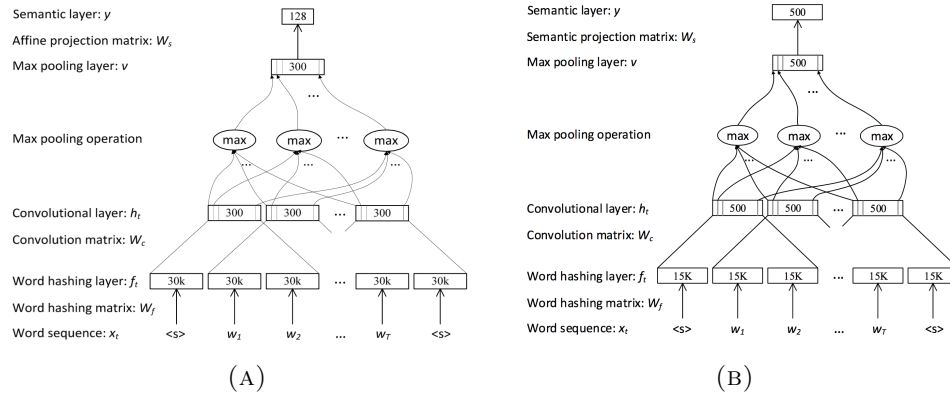 Semantic layer: y
128
Affine projection matrix: Ws
Max pooling layer: v
300
...
Max pooling operation
max
max
...
max
...
...
...
Convolutional layer: ht
300
300
...
300
Convolution matrix: Wc
Word hashing layer: ft
30k
30k
30k
...
30k
30k
Word hashing matrix: Wf
Word sequence: xt
<s>
w1
w2
...
wT
<s>
(A)
Semantic layer: y
500
Semantic projection matrix: Ws
Max pooling layer: v
500
...
Max pooling operation
max
max
...
max
...
...
...
Convolutional layer: ht
500
500
...
500
Convolution matrix: Wc
Word hashing layer: ft
15K
15K
15K
...
15K
15K
Word hashing matrix: Wf
Word sequence: xt
<s>
w1
w2
...
wT
<s>
(B)